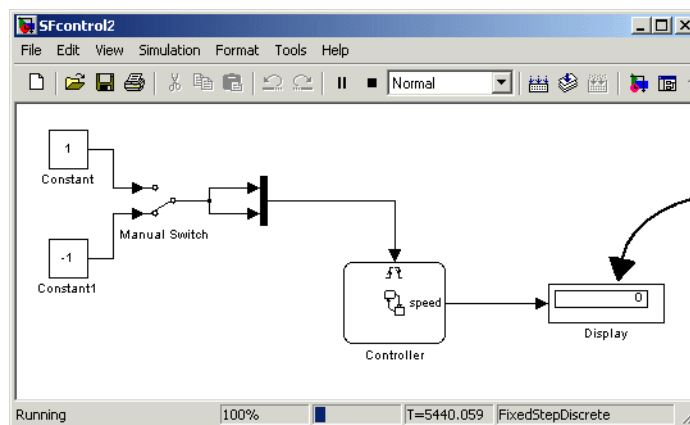 SFcontrol2
File Edit View Simulation Format Tools Help
Normal
1
Constant
Manual Switch
-1
Constant1
speed
Controller
0
Display
Running 100% T=5440.059 FixedStepDiscrete